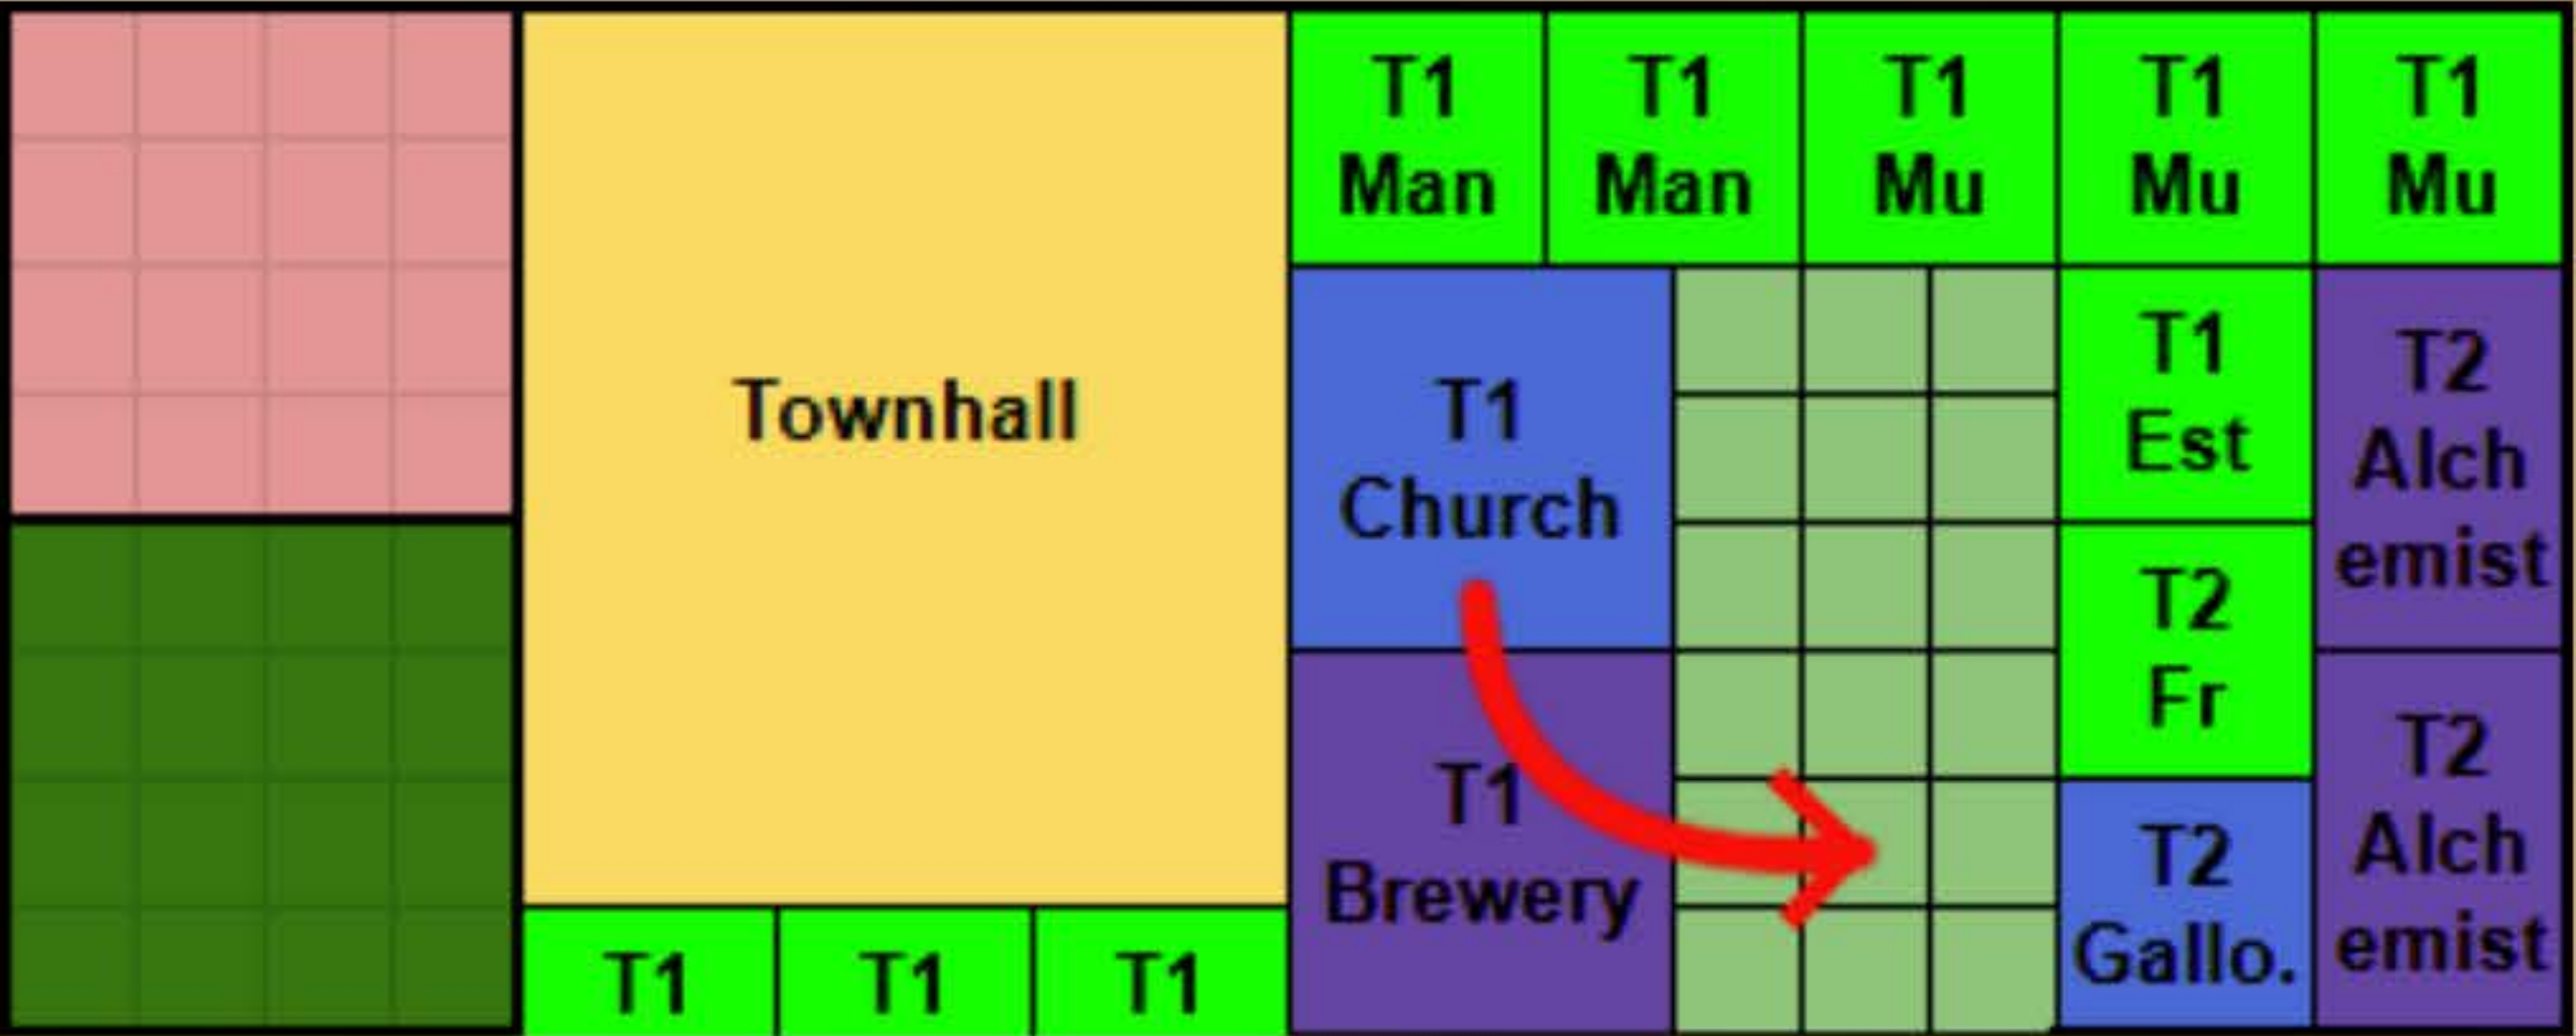 T1
Man
T1
Man
T1
Mu
T1
Mu
T1
Mu
Townhall
T1
Church
T1
Est
T2
Alch
emist
T2
Fr
T1
Brewery
T2
Gallo.
T2
Alch
emist
T1
T1
T1